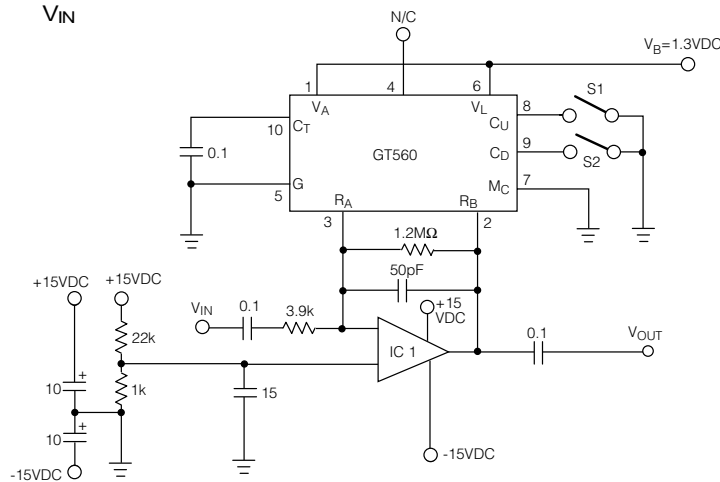 VIN
N/C
VB=1.3VDC
1
4
6
VA
VL
8
S1
CU
10
CT
0.1
GT560
CD
9
S2
MC
7
G
5
RA
RB
3
2
1.2MΩ
50pF
+15VDC
+15VDC
VIN
0.1
3.9k
+15
VDC
22k
IC 1
0.1
VOUT
10
+
1k
15
10
+
-15VDC
-15VDC